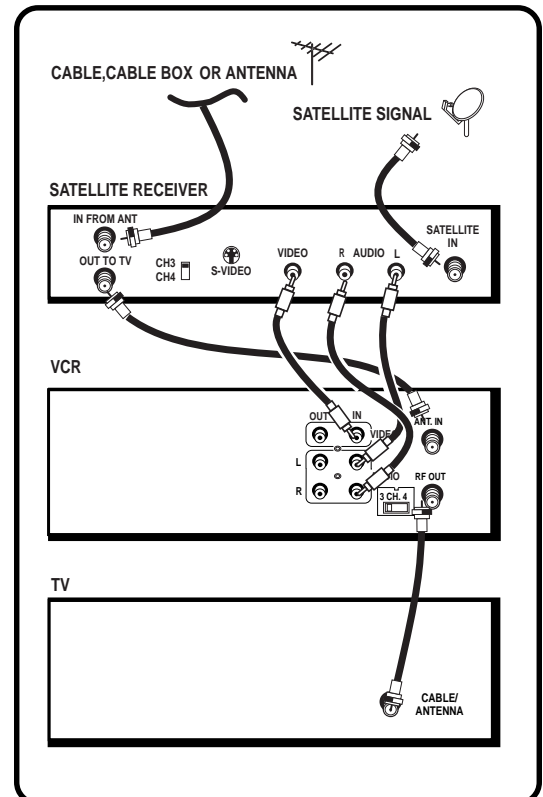 CABLE,CABLE BOX OR ANTENNA
SATELLITE SIGNAL
SATELLITE RECEIVER
IN FROM ANT
OUT TO TV
CH3
CH4
S-VIDEO
VIDEO
R AUDIO L
SATELLITE
IN
VCR
OUT IN
ANT. IN
L
R
RF OUT
3 CH. 4
TV
CABLE/
ANTENNA